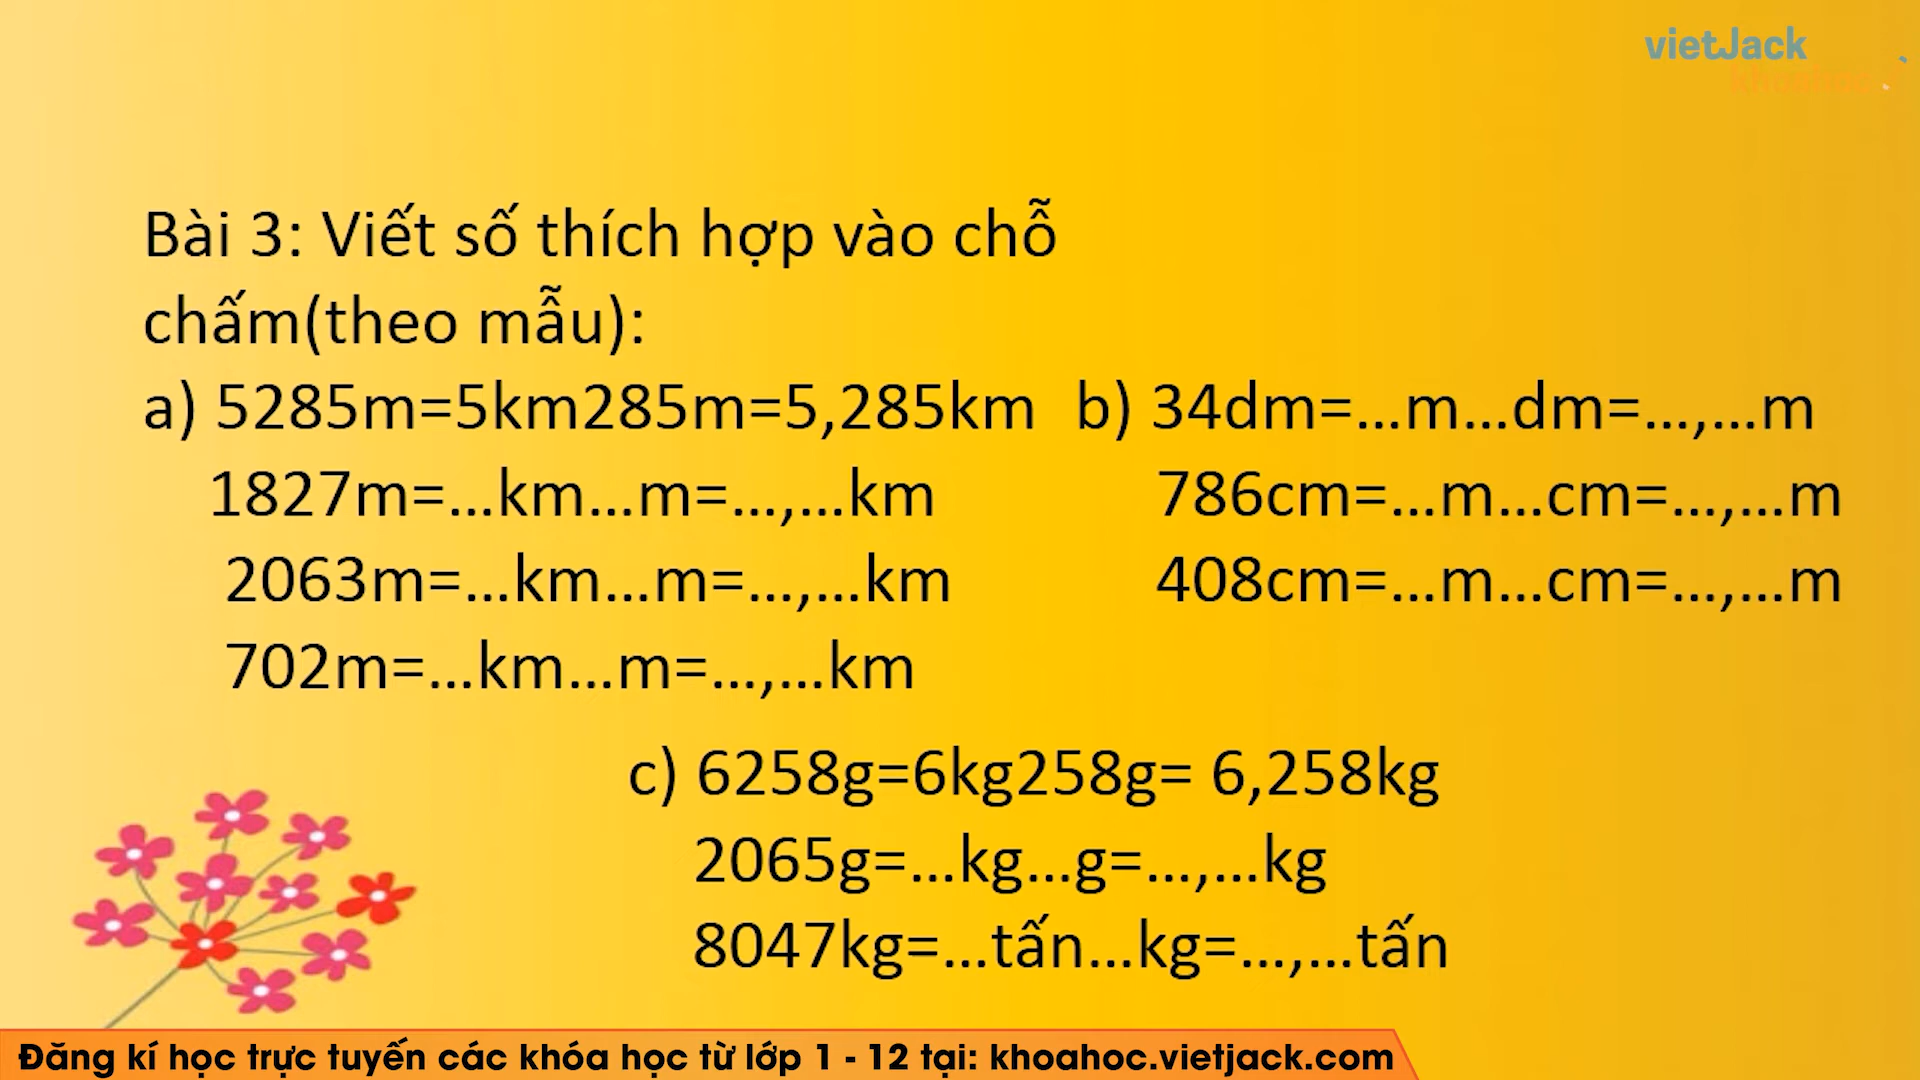 vietJack
Bài 3: Viết số thích hợp vào chỗ
chấm(theo mẫu):
a) 5285m=5km285m=5,285km
1827m=...km...m=...,...km
2063m=...km...m=...,...km
702m=...km...m=...,...km
b) 34dm=...m...dm=...,...m
786cm=...m...cm=...,...m
408cm=...m...cm=...,...m
c) 6258g=6kg258g= 6,258kg
2065g=...kg...g=...,...kg
8047kg=...tấn...kg=...,...tấn
Đăng kí học trực tuyến các khóa học từ lớp 1 - 12 tại: khoahoc.vietjack.com